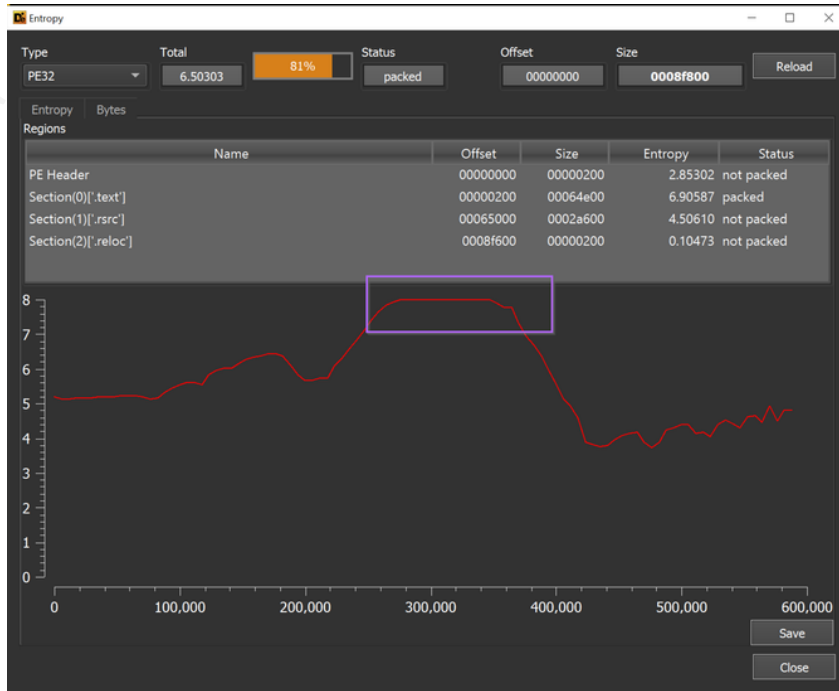 Entropy
Type Total Status Offset Size
PE32 6.50303 81% packed 00000000 0008f800 Reload
Entropy Bytes
Regions
Name Offset Size Entropy Status
PE Header 00000000 00000200 2.85302 not packed
Section(0)['.text'] 00000200 00064e00 6.90587 packed
Section(1)['.rsrc'] 00065000 0002a600 4.50610 not packed
Section(2)['.reloc'] 0008f600 00000200 0.10473 not packed
8
7
6
5
4
3
2
1
0
0 100,000 200,000 300,000 400,000 500,000 600,000
Save
Close